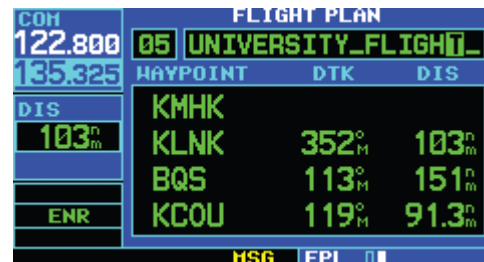 COM
FLIGHT PLAN
122.800
05 UNIVERSITY_FLIGHT_
135.325
WAYPOINT DTK DIS
DIS
KMHK
103nm
KLNK 352°M 103nm
BQS 113°M 151nm
ENR
KCOU 119°M 91.3nm
MSG FPL